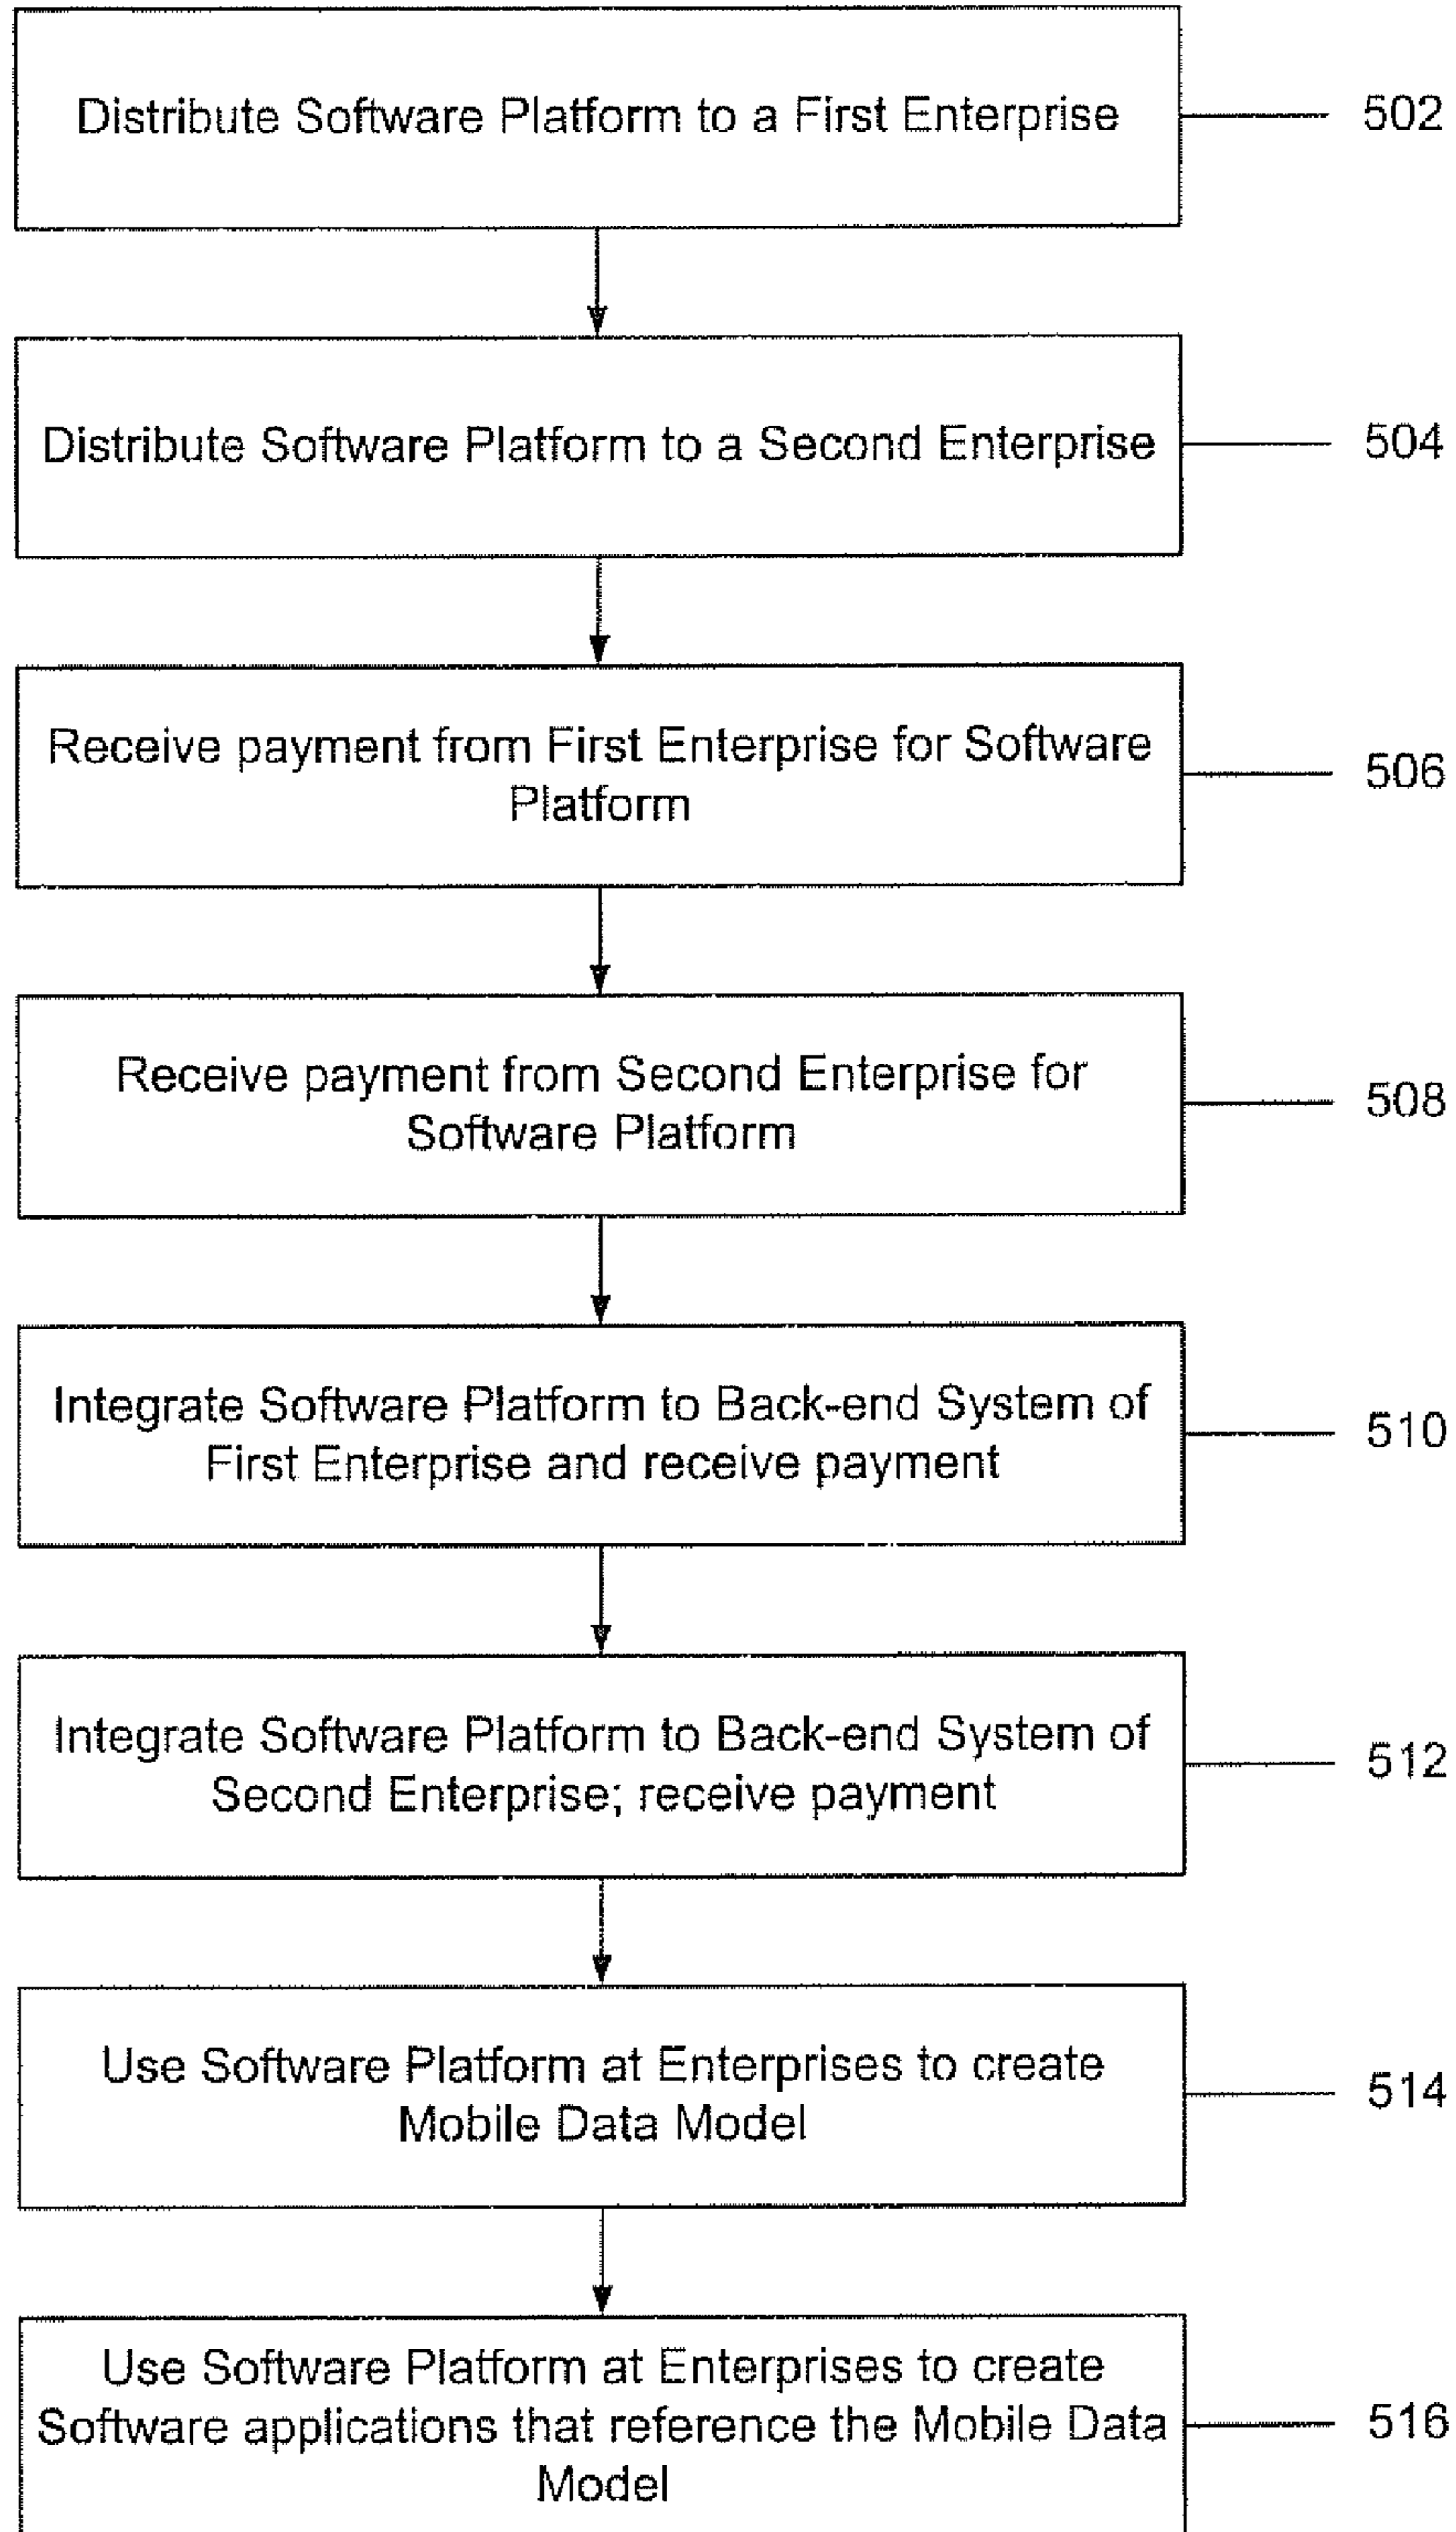 Distribute Software Platform to a First Enterprise
502
Distribute Software Platform to a Second Enterprise
504
Receive payment from First Enterprise for Software
Platform
506
Receive payment from Second Enterprise for
Software Platform
508
Integrate Software Platform to Back-end System of
First Enterprise and receive payment
510
Integrate Software Platform to Back-end System of
Second Enterprise; receive payment
512
Use Software Platform at Enterprises to create
Mobile Data Model
514
Use Software Platform at Enterprises to create
Software applications that reference the Mobile Data
Model
516